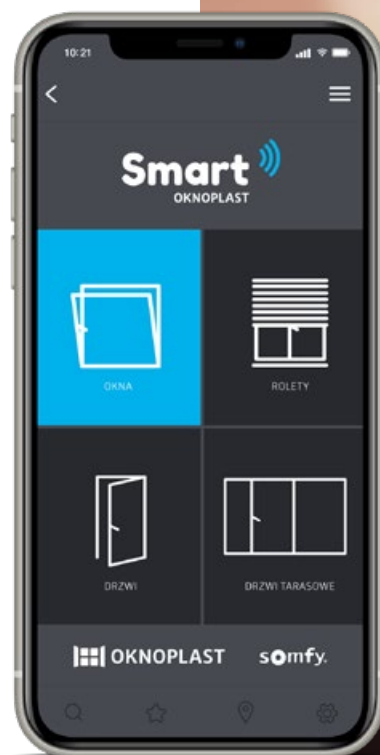 10:21
Smart
OKNOPLAST
OKNA
ROLETY
DRZWI
DRZWI TARASOWE
OKNOPLAST somfy.